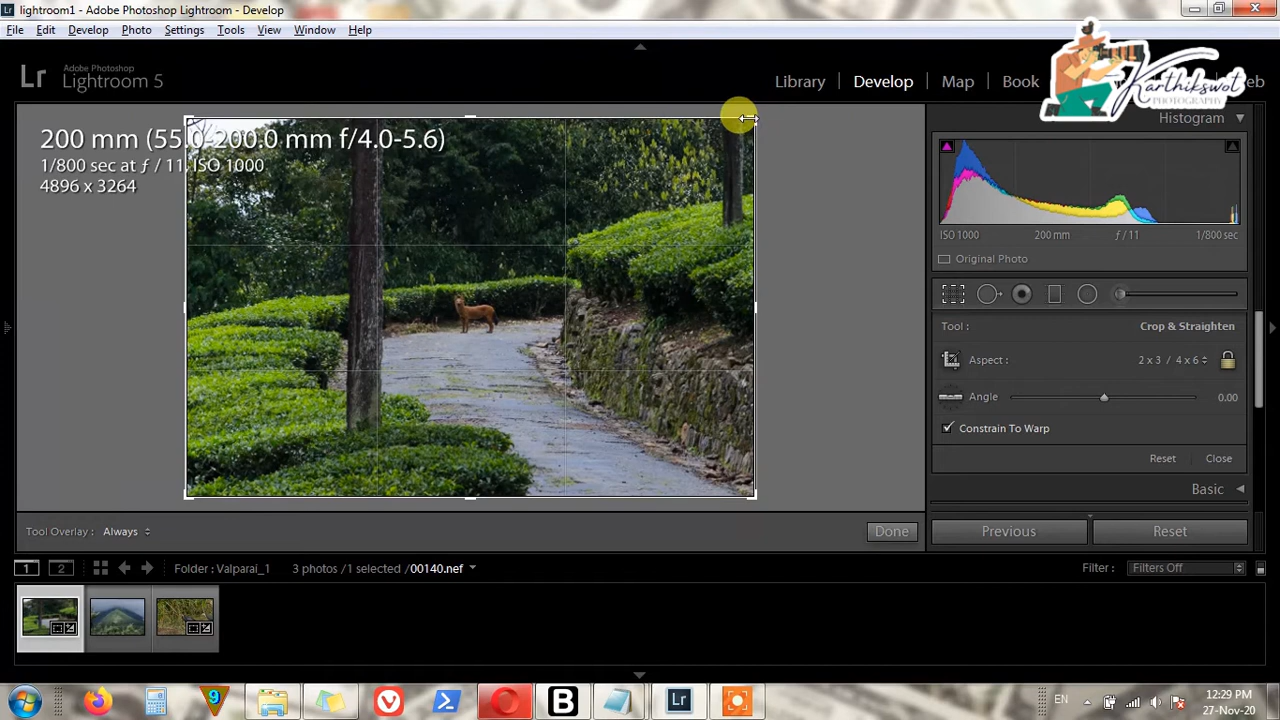 lightroom1 - Adobe Photoshop Lightroom - Develop
File Edit Develop Photo Settings Tools View Window Help
Lr Adobe Photoshop
Lightroom 5
Library Develop Map Book eb
Karthikswot
PHOTOGRAPHY
Histogram
200 mm (55.0-200.0 mm f/4.0-5.6)
1/800 sec at ƒ / 11, ISO 1000
4896 x 3264
ISO 1000 200 mm ƒ / 11 1/800 sec
Original Photo
Tool : Crop & Straighten
Aspect : 2 x 3 / 4 x 6
Angle 0.00
Constrain To Warp
Reset Close
Basic
Tool Overlay : Always Done
Previous Reset
1 2 Folder : Valparai_1 3 photos /1 selected /00140.nef Filter : Filters Off
9 B Lr
EN 12:29 PM
27-Nov-20